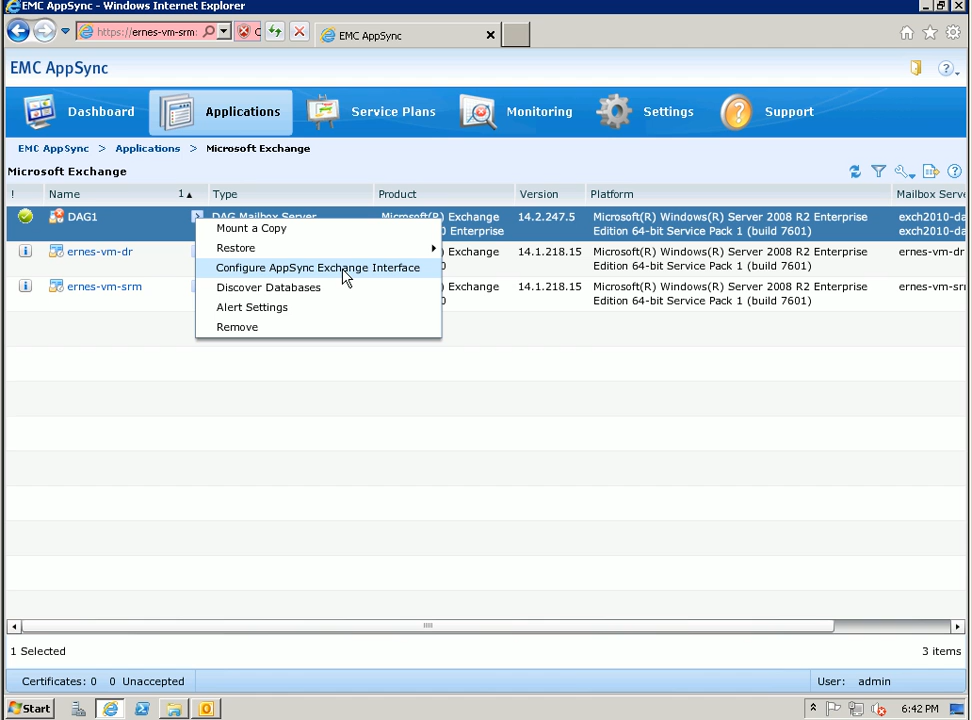 EMC AppSync - Windows Internet Explorer
https://ernes-vm-srm:
C
EMC AppSync
EMC AppSync
Dashboard
Applications
Service Plans
Monitoring
Settings
Support
EMC AppSync > Applications > Microsoft Exchange
Microsoft Exchange
! Name 1 Type Product Version Platform Mailbox Serve
DAG1 DAG Mailbox Server Microsoft(R) Exchange 14.2.247.5 Microsoft(R) Windows(R) Server 2008 R2 Enterprise exch2010-da
Enterprise Edition 64-bit Service Pack 1 (build 7601) exch2010-da
ernes-vm-dr Exchange 14.1.218.15 Microsoft(R) Windows(R) Server 2008 R2 Enterprise ernes-vm-dr
0 Edition 64-bit Service Pack 1 (build 7601)
ernes-vm-srm Exchange 14.1.218.15 Microsoft(R) Windows(R) Server 2008 R2 Enterprise ernes-vm-srr
0 Edition 64-bit Service Pack 1 (build 7601)
Mount a Copy
Restore
Configure AppSync Exchange Interface
Discover Databases
Alert Settings
Remove
1 Selected
3 items
Certificates: 0 0 Unaccepted
User: admin
Start
6:42 PM